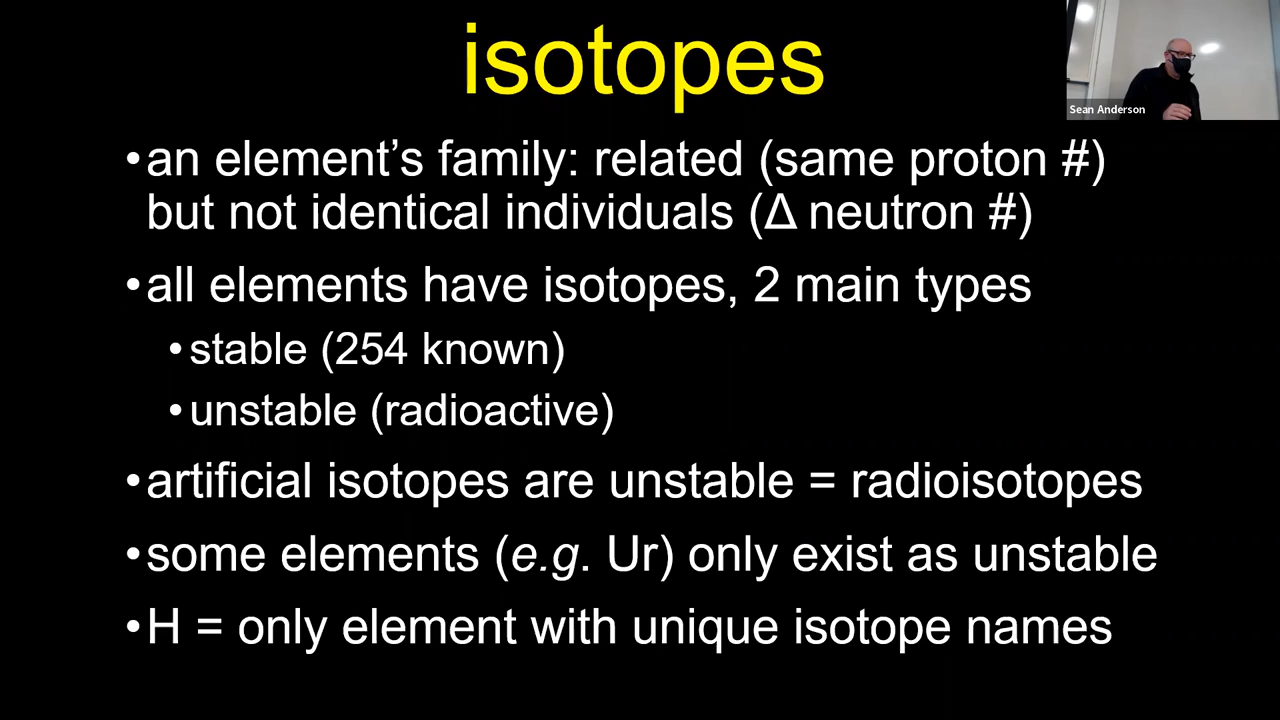 isotopes
Sean Anderson
•an element’s family: related (same proton #)
but not identical individuals (Δ neutron #)
•all elements have isotopes, 2 main types
•stable (254 known)
•unstable (radioactive)
•artificial isotopes are unstable = radioisotopes
•some elements (e.g. Ur) only exist as unstable
•H = only element with unique isotope names